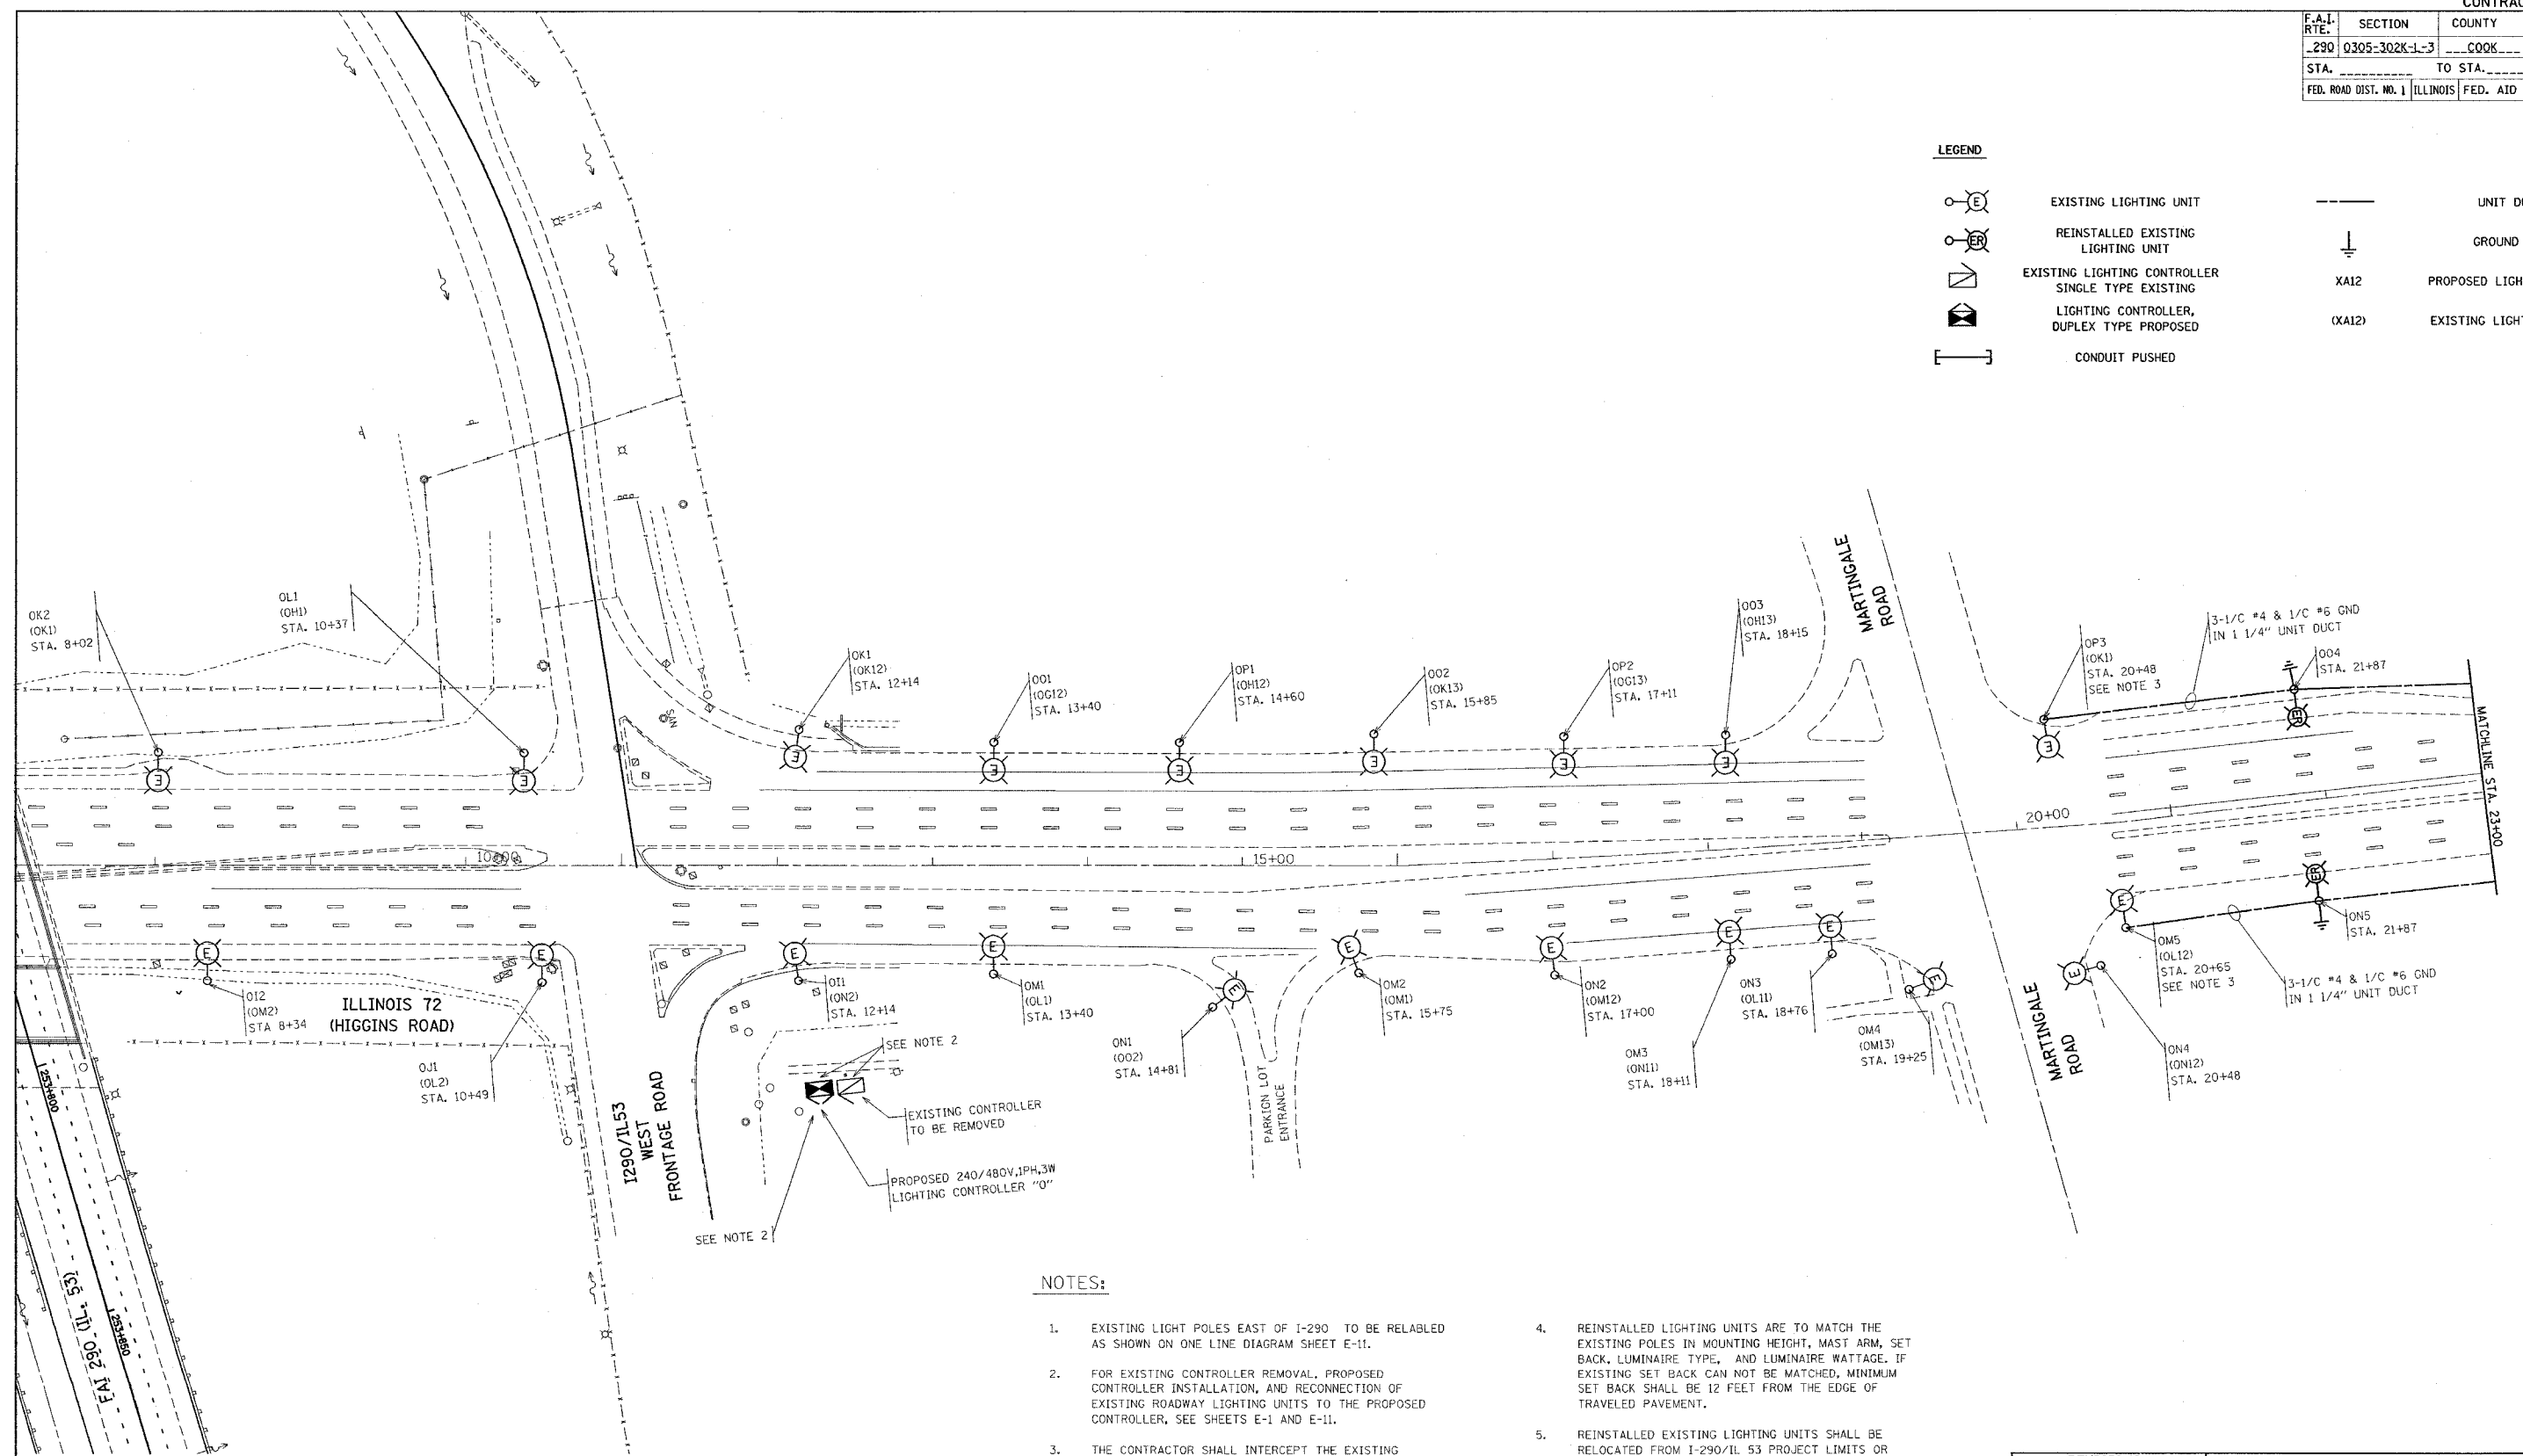 F.A.I. RTE. SECTION COUNTY
290 0305-302K-L-3 COOK
STA. TO STA.
FED. ROAD DIST. NO. 1 ILLINOIS FED. AID
LEGEND
EXISTING LIGHTING UNIT
REINSTALLED EXISTING
LIGHTING UNIT
EXISTING LIGHTING CONTROLLER
SINGLE TYPE EXISTING
LIGHTING CONTROLLER,
DUPLEX TYPE PROPOSED
CONDUIT PUSHED
UNIT
GROUND
XA12 PROPOSED
(XA12) EXISTING
OK2
(OK1)
STA. 8+02
OL1
(OH1)
STA. 10+37
OK1
(OK12)
STA. 12+14
OO1
(OG12)
STA. 13+40
OP1
(OH12)
STA. 14+60
OO2
(OK13)
STA. 15+85
OP2
(OG13)
STA. 17+11
OO3
(OH13)
STA. 18+15
MARTINGALE
ROAD
OP3
(OK1)
STA. 20+48
SEE NOTE 3
3-1/C #4 & 1/C #6 GND
IN 1 1/4" UNIT DUCT
OO4
STA. 21+87
MATCHLINE STA. 23+00
SAN
10+00
15+00
20+00
OI2
(OM2)
STA 8+34
ILLINOIS 72
(HIGGINS ROAD)
OJ1
(OL2)
STA. 10+49
OI1
(ON2)
STA. 12+14
OM1
(OL1)
STA. 13+40
ON1
(OO2)
STA. 14+81
OM2
(OM1)
STA. 15+75
ON2
(OM12)
STA. 17+00
OM3
(ON11)
STA. 18+11
ON3
(OL11)
STA. 18+76
OM4
(OM13)
STA. 19+25
OM5
(OL12)
STA. 20+65
SEE NOTE 3
ON4
(ON12)
STA. 20+48
ON5
STA. 21+87
3-1/C #4 & 1/C #6 GND
IN 1 1/4" UNIT DUCT
MARTINGALE
ROAD
SEE NOTE 2
EXISTING CONTROLLER
TO BE REMOVED
PROPOSED 240/480V,1PH,3W
LIGHTING CONTROLLER "O"
SEE NOTE 2
I290/IL53
WEST
FRONTAGE ROAD
PARKIGN LOT
ENTRANCE
FAI 290 (IL. 53)
253+800
253+850
NOTES:
1. EXISTING LIGHT POLES EAST OF I-290 TO BE RELABLED
AS SHOWN ON ONE LINE DIAGRAM SHEET E-11.
2. FOR EXISTING CONTROLLER REMOVAL, PROPOSED
CONTROLLER INSTALLATION, AND RECONNECTION OF
EXISTING ROADWAY LIGHTING UNITS TO THE PROPOSED
CONTROLLER, SEE SHEETS E-1 AND E-11.
3. THE CONTRACTOR SHALL INTERCEPT THE EXISTING
4. REINSTALLED LIGHTING UNITS ARE TO MATCH THE
EXISTING POLES IN MOUNTING HEIGHT, MAST ARM, SET
BACK, LUMINAIRE TYPE, AND LUMINAIRE WATTAGE. IF
EXISTING SET BACK CAN NOT BE MATCHED, MINIMUM
SET BACK SHALL BE 12 FEET FROM THE EDGE OF
TRAVELED PAVEMENT.
5. REINSTALLED EXISTING LIGHTING UNITS SHALL BE
RELOCATED FROM I-290/IL 53 PROJECT LIMITS OR